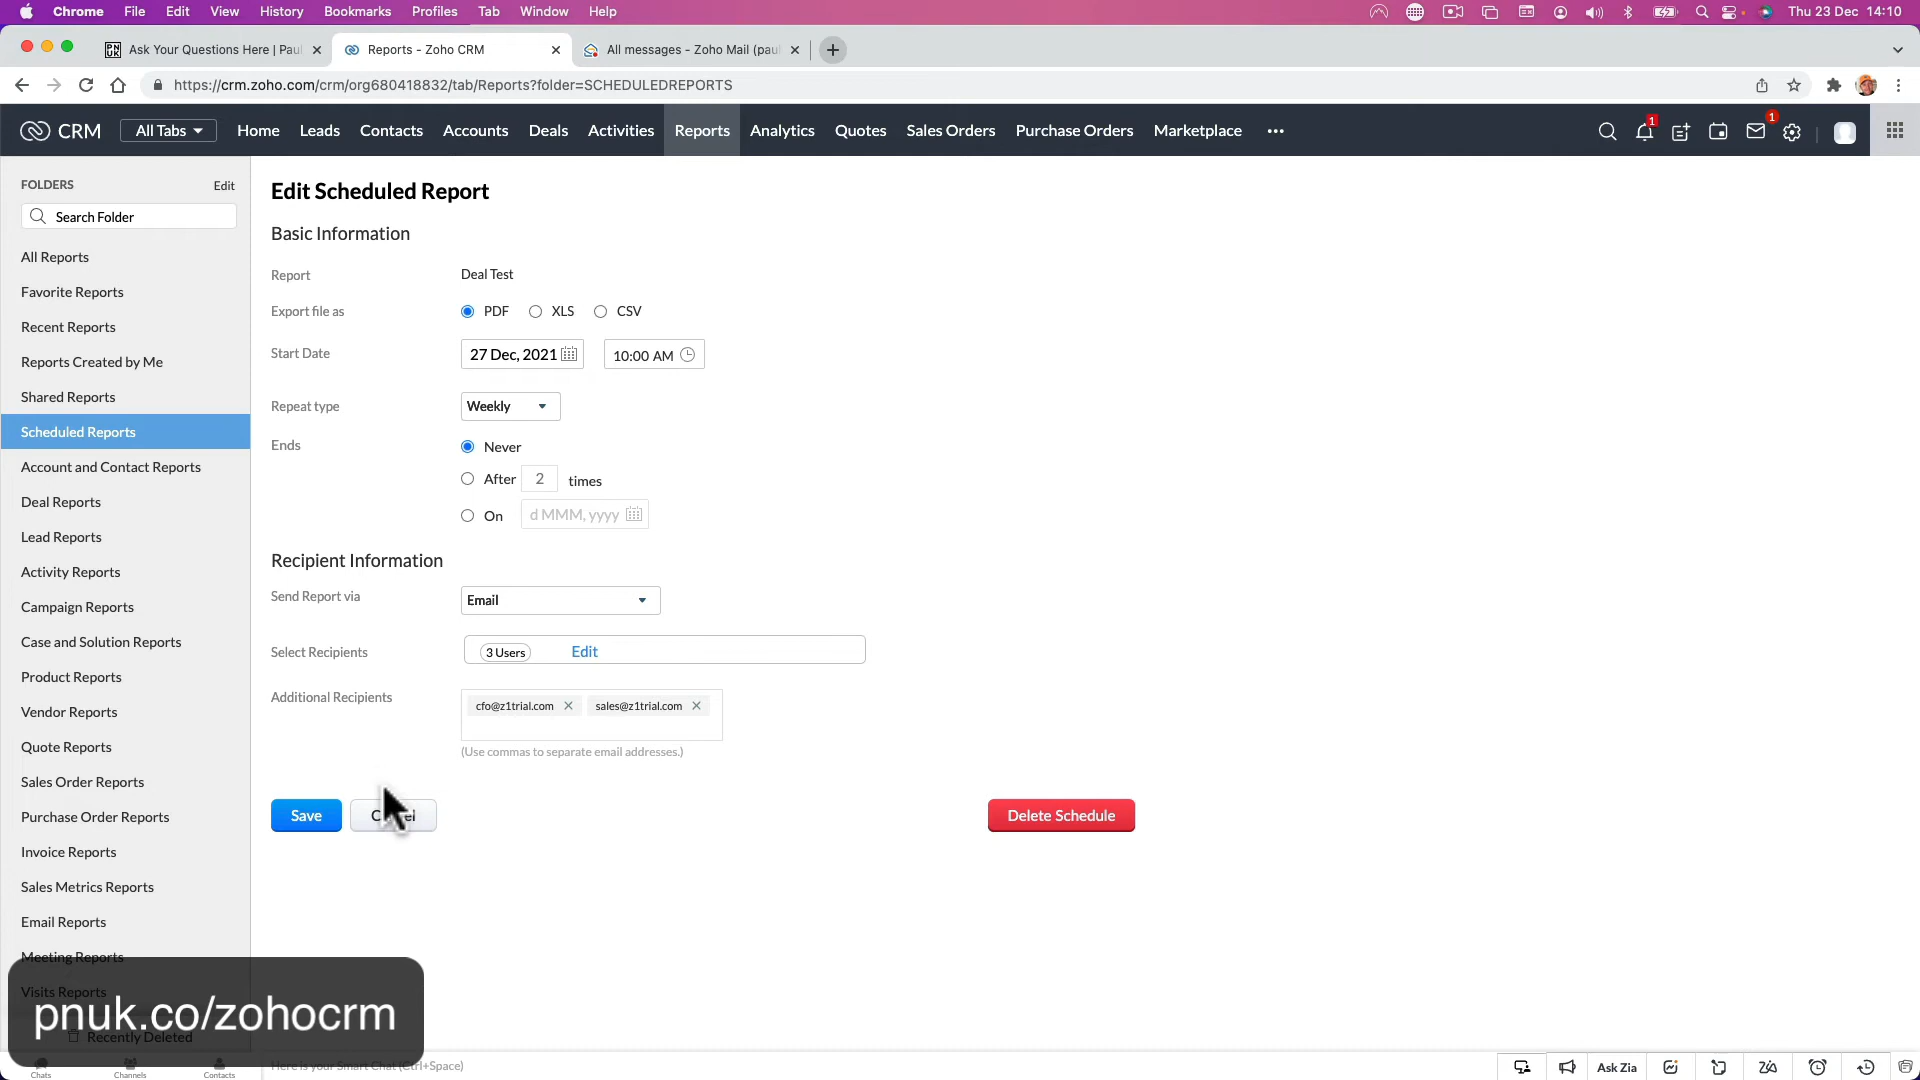 Chrome File Edit View History Bookmarks Profiles Tab Window Help Thu 23 Dec 14:10
Ask Your Questions Here | Paul Reports - Zoho CRM All messages - Zoho Mail (paul
https://crm.zoho.com/crm/org680418832/tab/Reports?folder=SCHEDULEDREPORTS
CRM All Tabs Home Leads Contacts Accounts Deals Activities Reports Analytics Quotes Sales Orders Purchase Orders Marketplace ••• 1 1
FOLDERS Edit
Search Folder
All Reports
Favorite Reports
Recent Reports
Reports Created by Me
Shared Reports
Scheduled Reports
Account and Contact Reports
Deal Reports
Lead Reports
Activity Reports
Campaign Reports
Case and Solution Reports
Product Reports
Vendor Reports
Quote Reports
Sales Order Reports
Purchase Order Reports
Invoice Reports
Sales Metrics Reports
Email Reports
Meeting Reports
Visits Reports
Recently Deleted
Edit Scheduled Report
Basic Information
Report Deal Test
Export file as PDF XLS CSV
Start Date 27 Dec, 2021 10:00 AM
Repeat type Weekly
Ends Never
After 2 times
On d MMM, yyyy
Recipient Information
Send Report via Email
Select Recipients 3 Users Edit
Additional Recipients cfo@z1trial.com sales@z1trial.com
(Use commas to separate email addresses.)
Save Delete Schedule
pnuk.co/zohocrm
Chats Channels Contacts Here is your Smart Chat (Ctrl+Space) Ask Zia